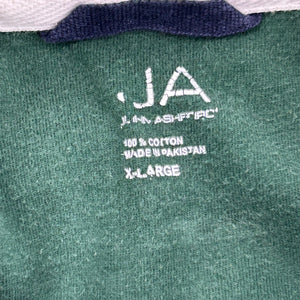 JA
100% COTTON
MADE IN PAKISTAN
X-LARGE